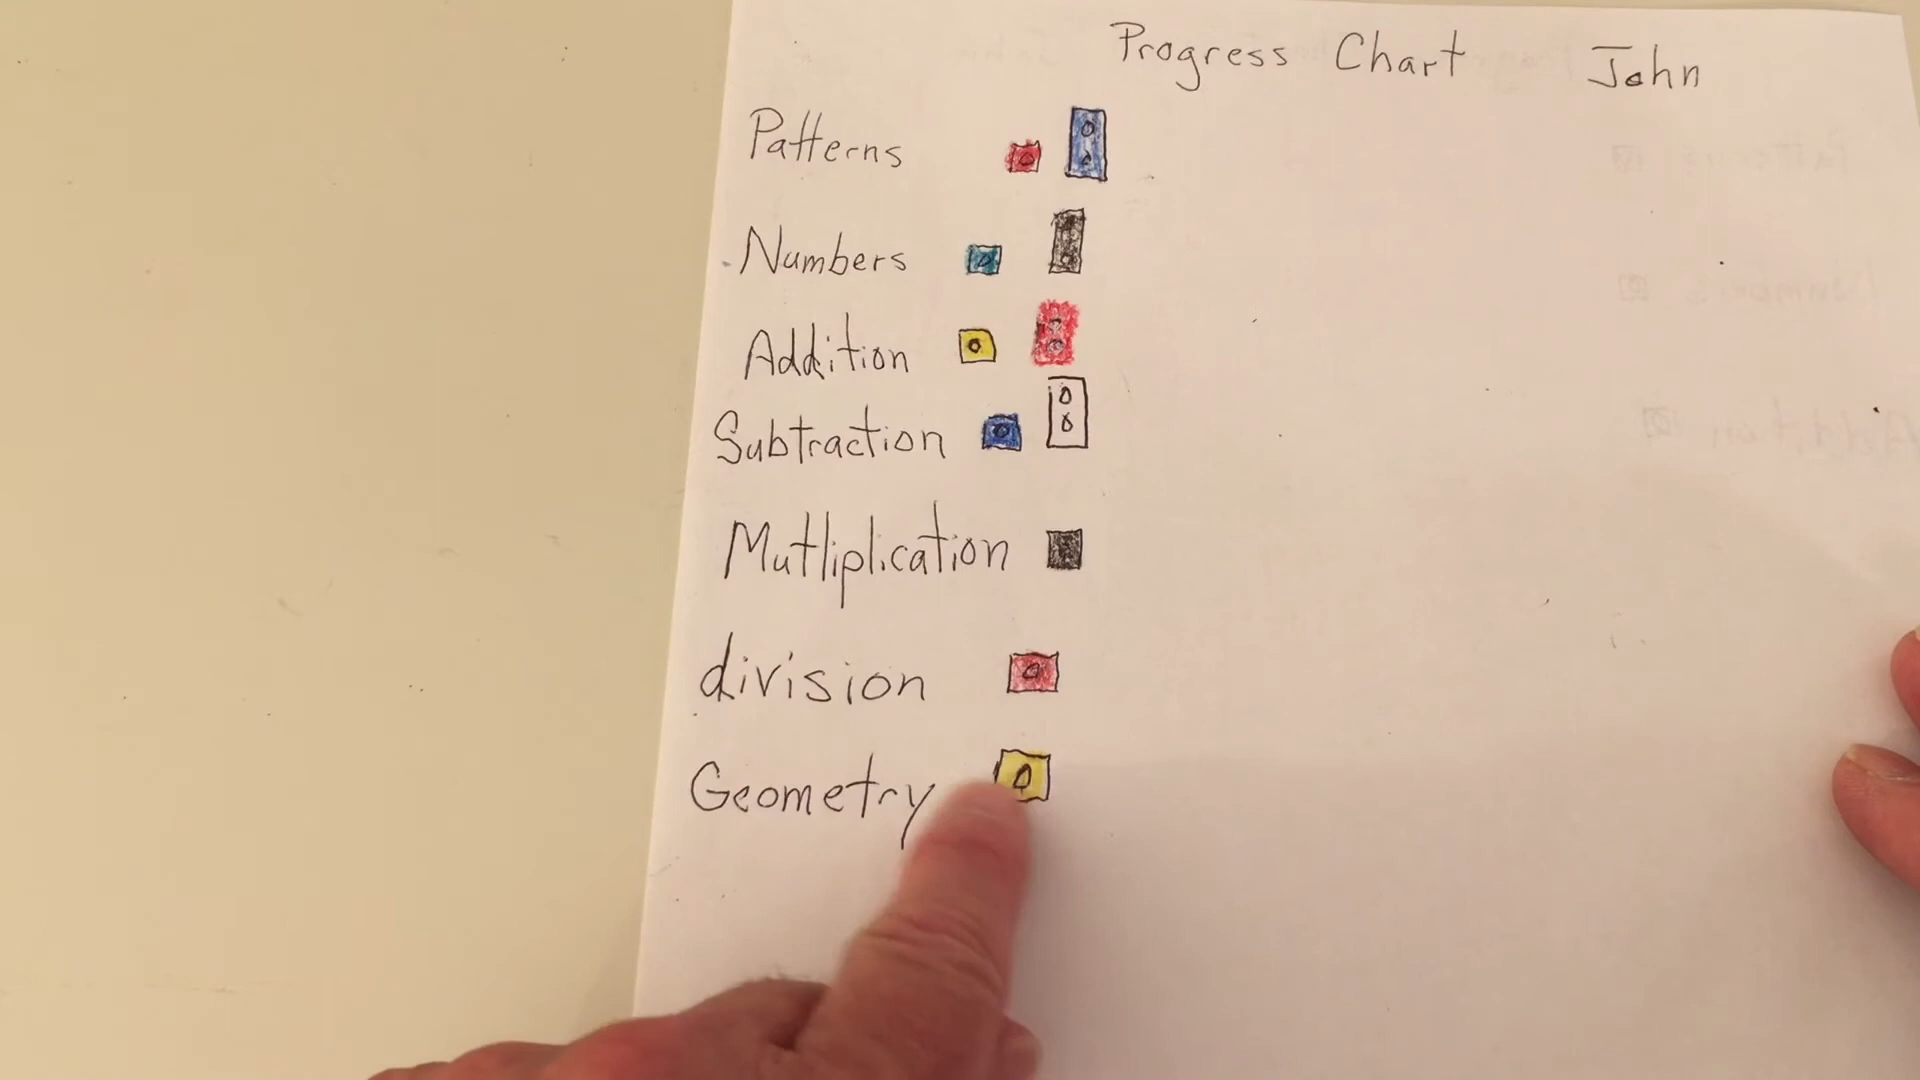 Progress Chart John
Patterns
Numbers
Addition
Subtraction
Mutliplication
division
Geometry